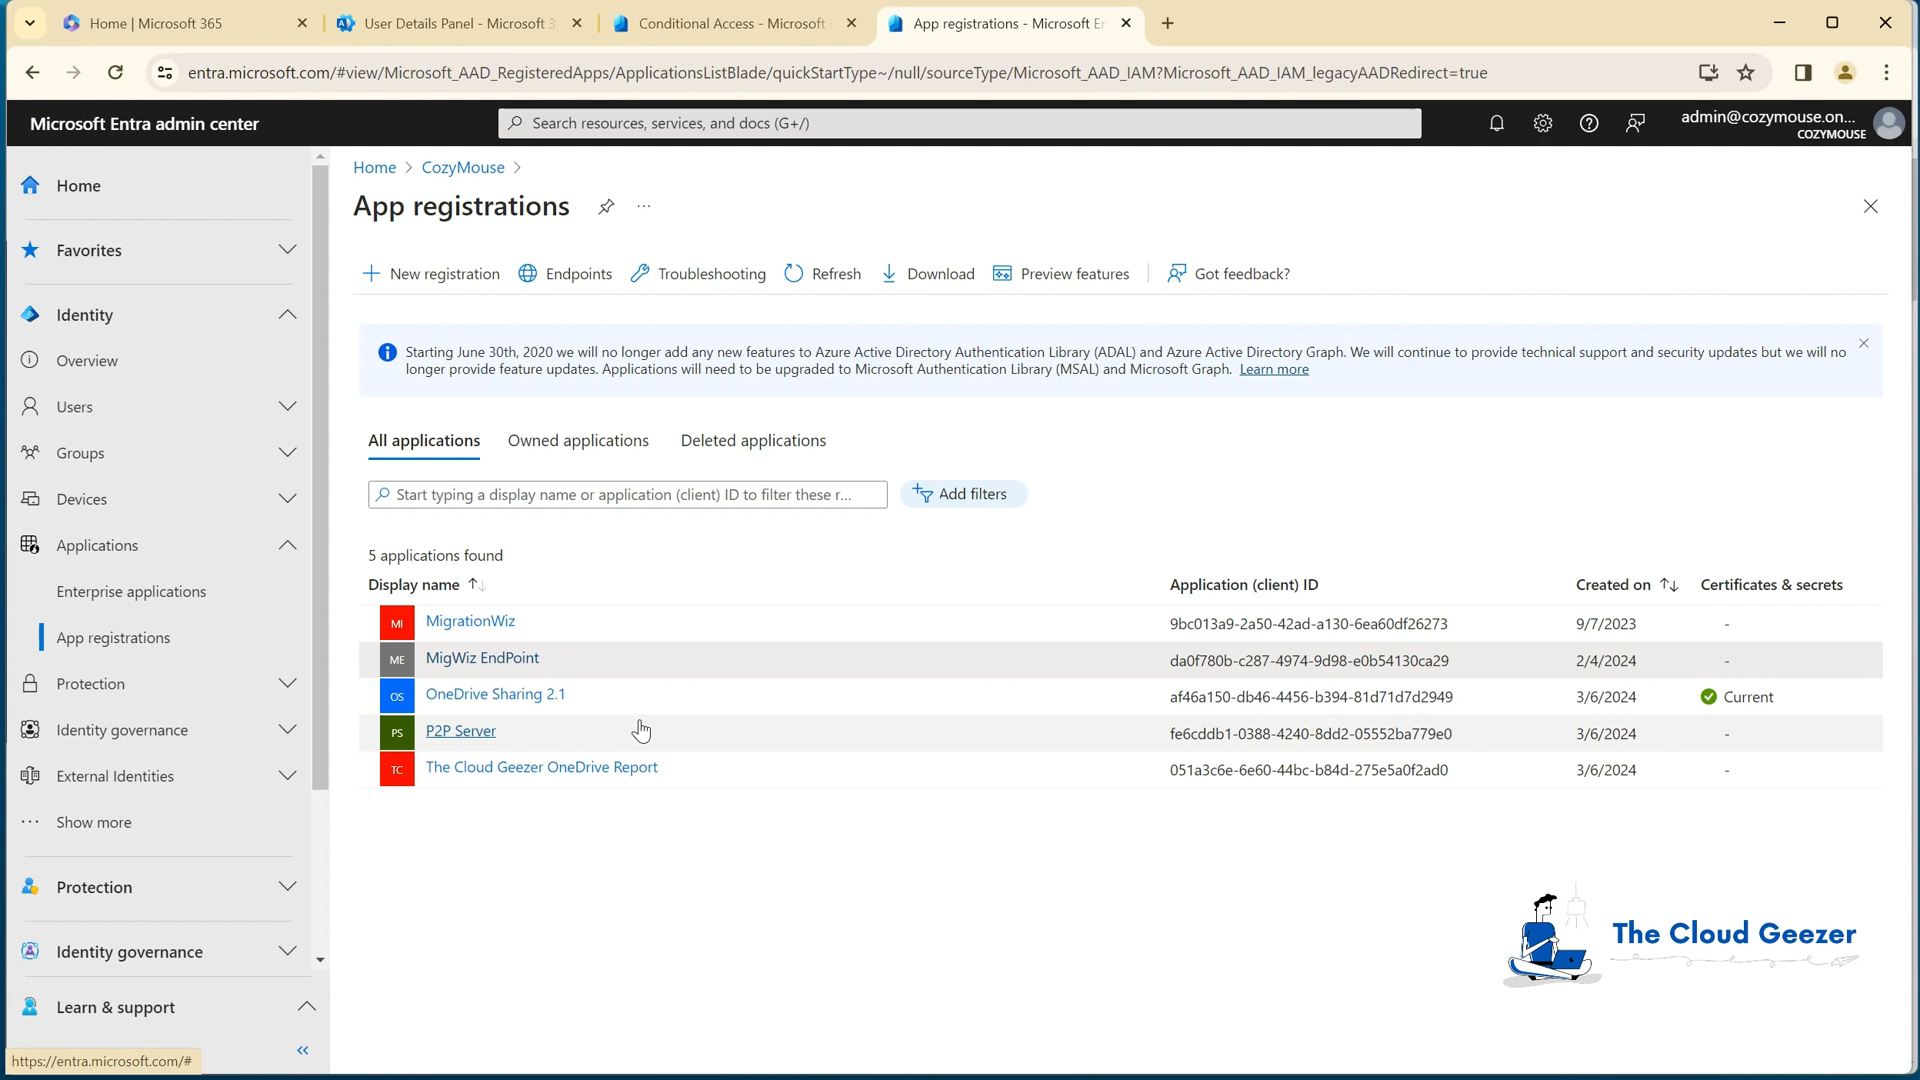 Home | Microsoft 365
User Details Panel - Microsoft 3
Conditional Access - Microsoft
App registrations - Microsoft En
entra.microsoft.com/#view/Microsoft_AAD_RegisteredApps/ApplicationsListBlade/quickStartType~/null/sourceType/Microsoft_AAD_IAM?Microsoft_AAD_IAM_legacyAADRedirect=true
Microsoft Entra admin center
Search resources, services, and docs (G+/)
admin@cozymouse.on...
COZYMOUSE
Home
Favorites
Identity
Overview
Users
Groups
Devices
Applications
Enterprise applications
App registrations
Protection
Identity governance
External Identities
Show more
Protection
Identity governance
Learn & support
https://entra.microsoft.com/#
Home > CozyMouse >
App registrations
New registration
Endpoints
Troubleshooting
Refresh
Download
Preview features
Got feedback?
Starting June 30th, 2020 we will no longer add any new features to Azure Active Directory Authentication Library (ADAL) and Azure Active Directory Graph. We will continue to provide technical support and security updates but we will no
longer provide feature updates. Applications will need to be upgraded to Microsoft Authentication Library (MSAL) and Microsoft Graph. Learn more
All applications
Owned applications
Deleted applications
Start typing a display name or application (client) ID to filter these r...
Add filters
5 applications found
Display name Application (client) ID Created on Certificates & secrets
MI MigrationWiz 9bc013a9-2a50-42ad-a130-6ea60df26273 9/7/2023 -
ME MigWiz EndPoint da0f780b-c287-4974-9d98-e0b54130ca29 2/4/2024 -
OS OneDrive Sharing 2.1 af46a150-db46-4456-b394-81d71d7d2949 3/6/2024 Current
PS P2P Server fe6cddb1-0388-4240-8dd2-05552ba779e0 3/6/2024 -
TC The Cloud Geezer OneDrive Report 051a3c6e-6e60-44bc-b84d-275e5a0f2ad0 3/6/2024 -
The Cloud Geezer